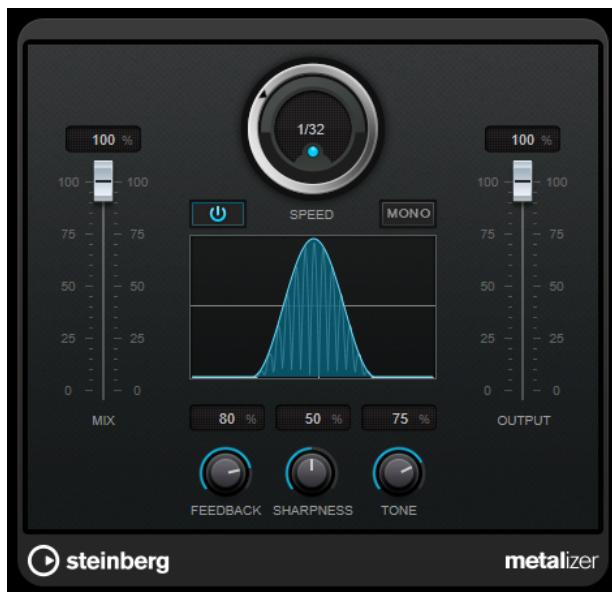 1/32
100 %
100 %
SPEED
MONO
100 100
75 75
50 50
25 25
0 0
MIX
100 100
75 75
50 50
25 25
0 0
OUTPUT
80 %
50 %
75 %
FEEDBACK
SHARPNESS
TONE
steinberg
metalizer